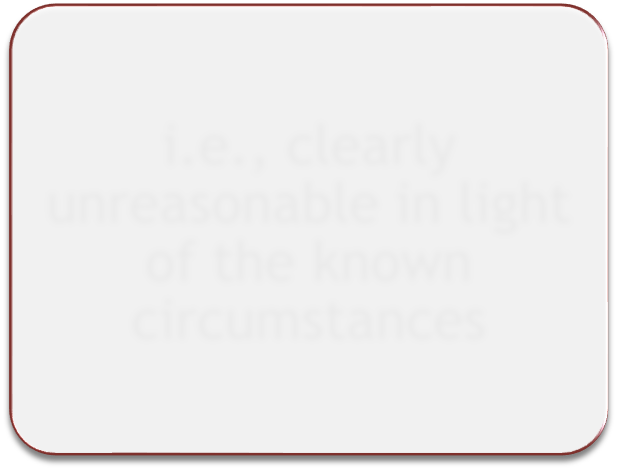 i.e., clearly
unreasonable in light
of the known
circumstances